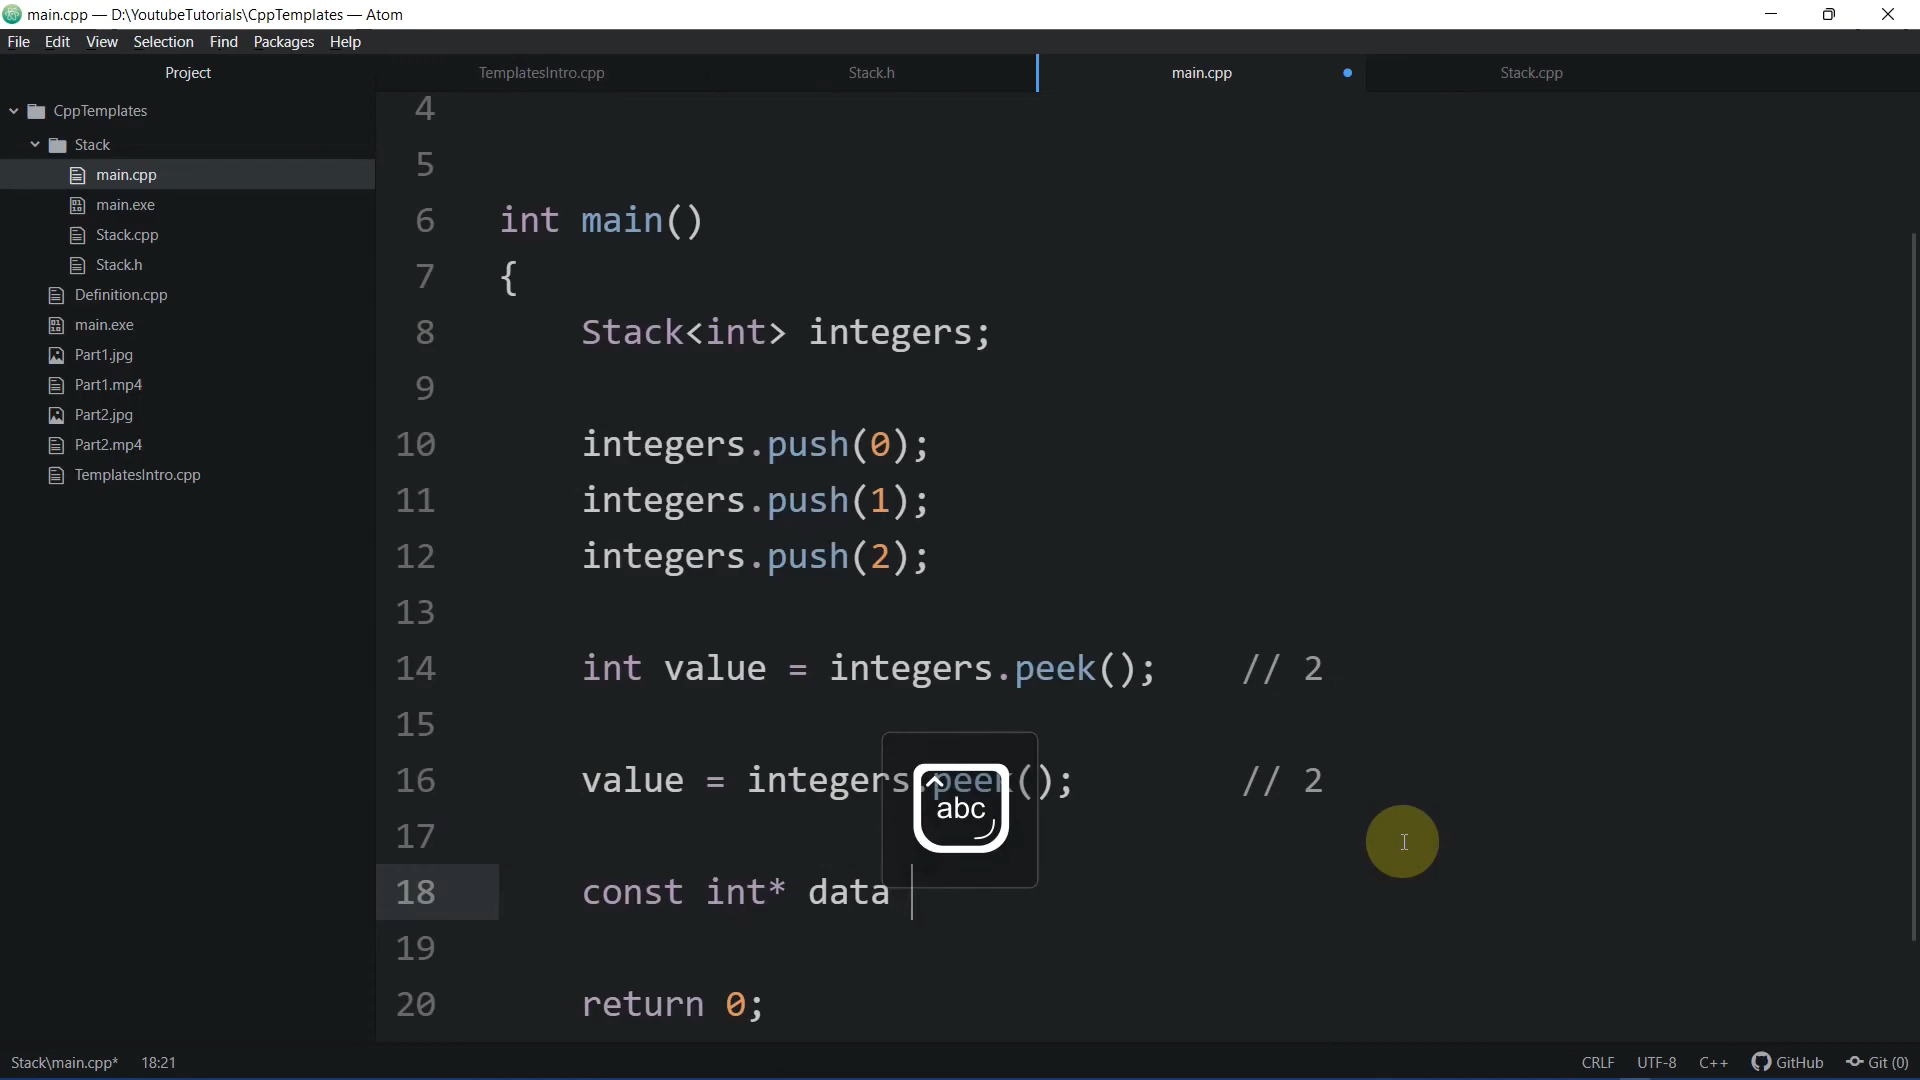 main.cpp — D:\YoutubeTutorials\CppTemplates — Atom
File Edit View Selection Find Packages Help
Project
TemplatesIntro.cpp Stack.h main.cpp Stack.cpp
CppTemplates
Stack
main.cpp
main.exe
Stack.cpp
Stack.h
Definition.cpp
main.exe
Part1.jpg
Part1.mp4
Part2.jpg
Part2.mp4
TemplatesIntro.cpp
4
5
6 int main()
7 {
8 Stack<int> integers;
9
10 integers.push(0);
11 integers.push(1);
12 integers.push(2);
13
14 int value = integers.peek(); // 2
15
16 value = integers.peek(); // 2
abc
17
18 const int* data
19
20 return 0;
Stack\main.cpp* 18:21 CRLF UTF-8 C++ GitHub Git (0)